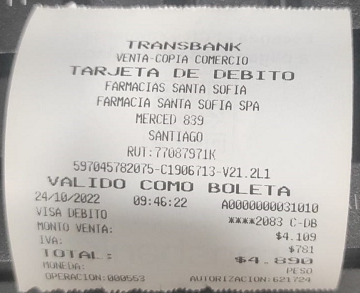 TRANSBANK
VENTA-COPIA COMERCIO
TARJETA DE DEBITO
FARMACIAS SANTA SOFIA
FARMACIA SANTA SOFIA SPA
MERCED 839
SANTIAGO
RUT:77087971K
597045782075-C1906713-V21.2L1
VALIDO COMO BOLETA
24/10/2022 09:46:22 A0000000031010
VISA DEBITO ****2083 C-DB
MONTO VENTA: $4.109
IVA: $781
TOTAL: $4.890
MONEDA: PESO
OPERACION:000553 AUTORIZACION:621724